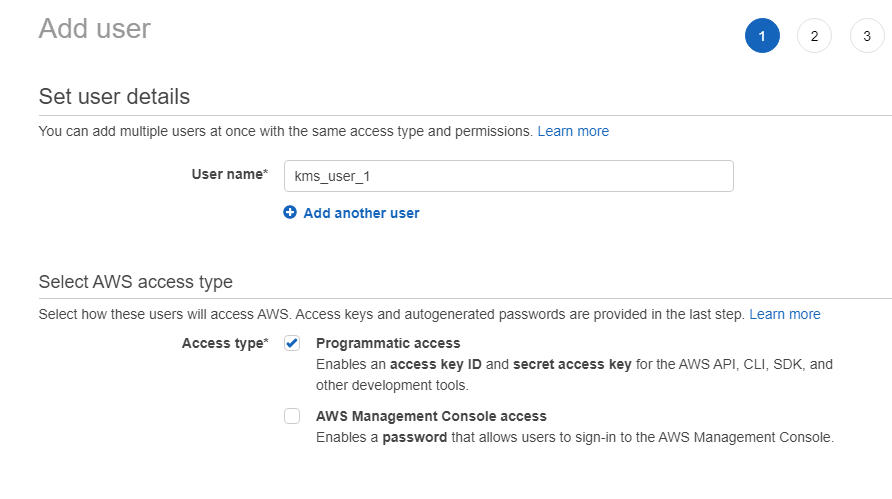 Add user
1 2 3
Set user details
You can add multiple users at once with the same access type and permissions. Learn more
User name* kms_user_1
Add another user
Select AWS access type
Select how these users will access AWS. Access keys and autogenerated passwords are provided in the last step. Learn more
Access type* Programmatic access
Enables an access key ID and secret access key for the AWS API, CLI, SDK, and
other development tools.
AWS Management Console access
Enables a password that allows users to sign-in to the AWS Management Console.